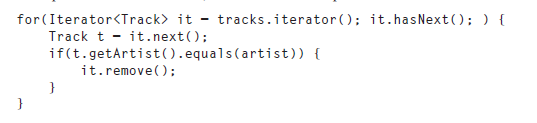 for(Iterator<Track> it = tracks.iterator(); it.hasNext(); ) {
    Track t = it.next();
    if(t.getArtist().equals(artist)) {
        it.remove();
    }
}